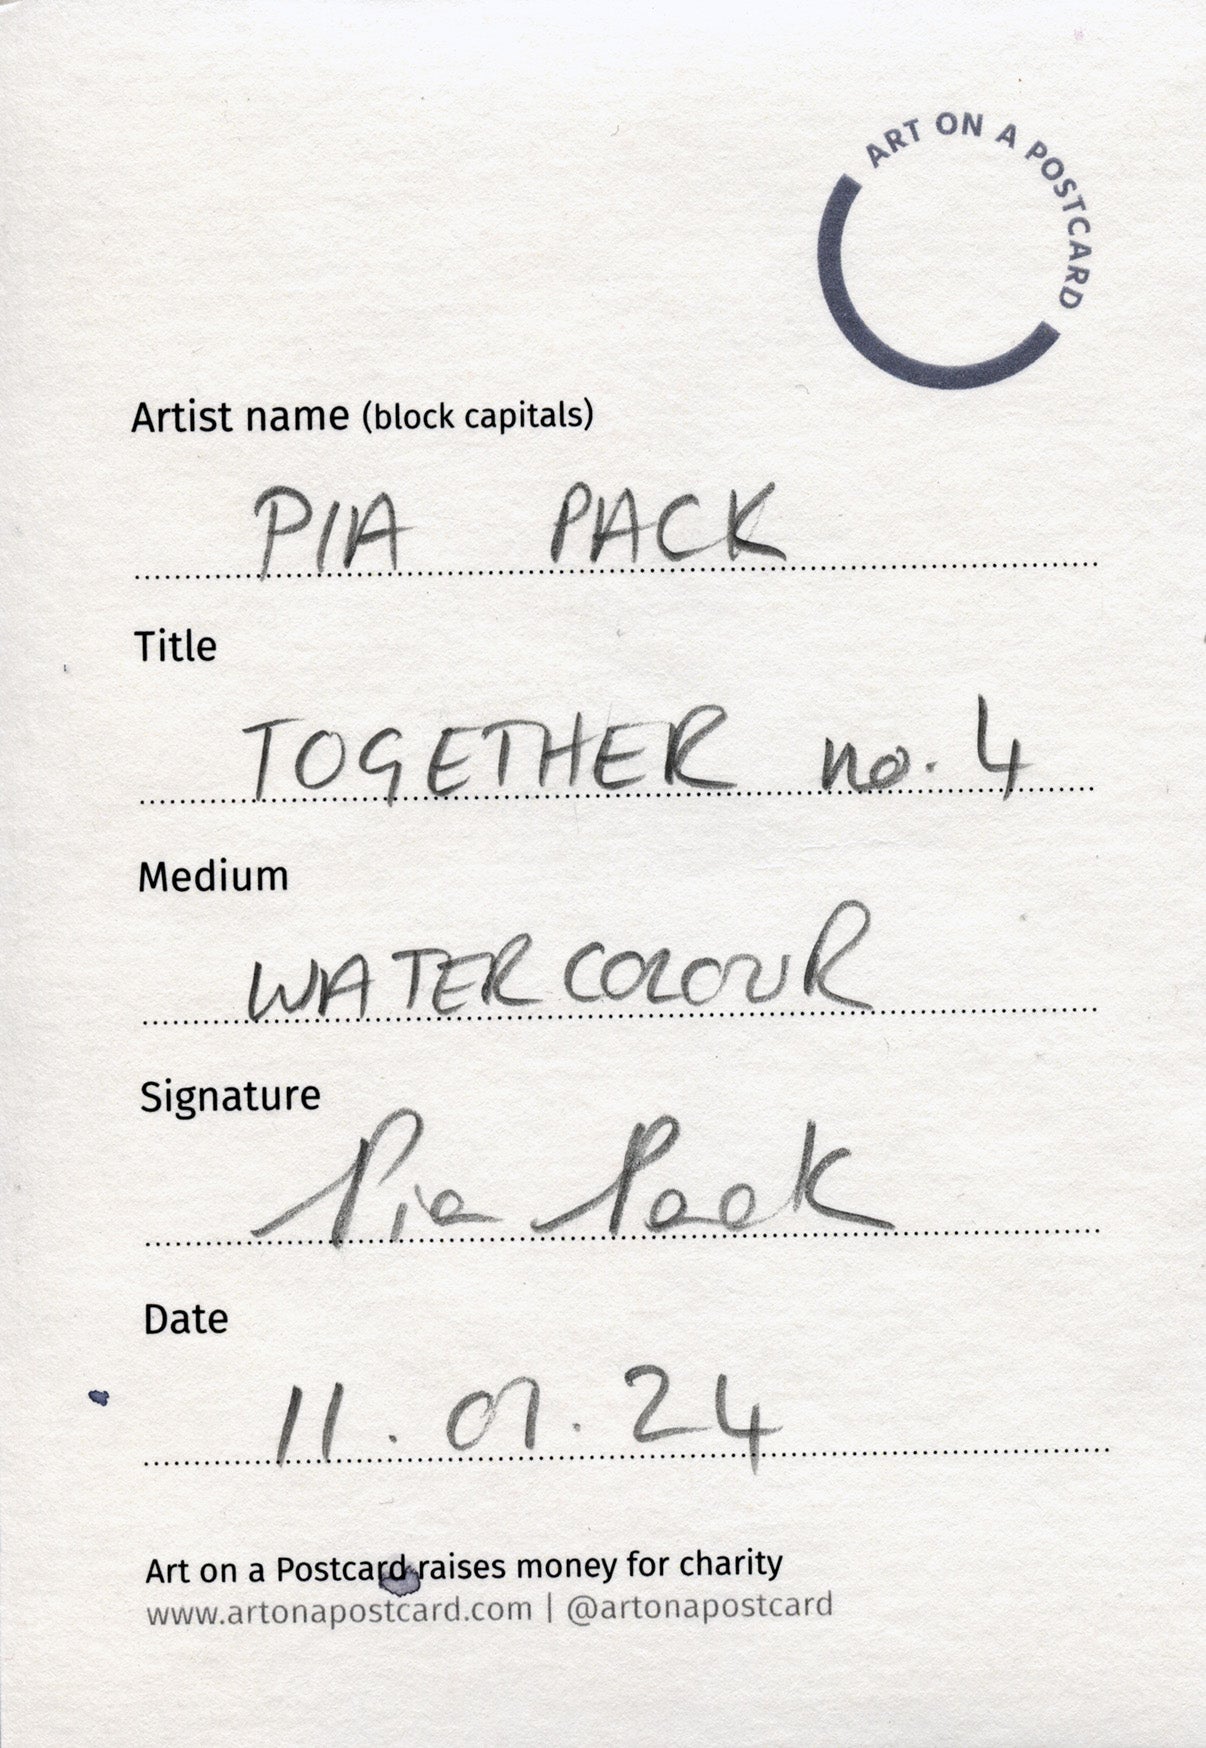 ART ON A POSTCARD
Artist name (block capitals)
PIA PACK
Title
TOGETHER no. 4
Medium
WATERCOLOUR
Signature
Pia Pack
Date
11 . 01 . 24
Art on a Postcard raises money for charity
www.artonapostcard.com | @artonapostcard